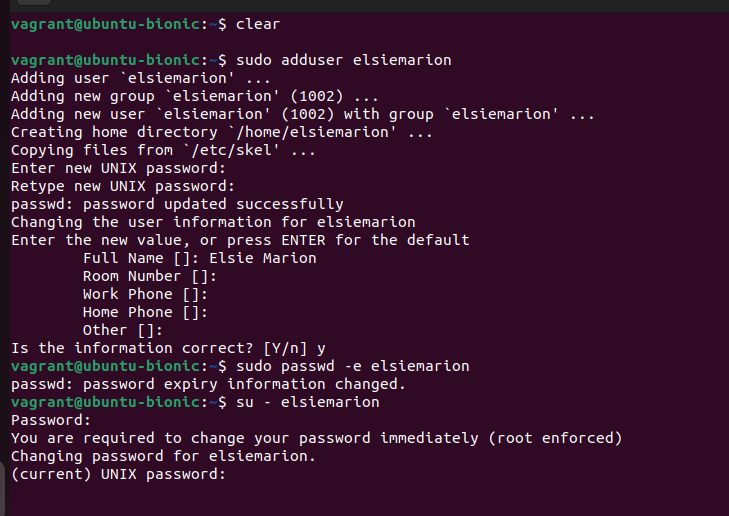 vagrant@ubuntu-bionic:~$ clear
vagrant@ubuntu-bionic:~$ sudo adduser elsiemarion
Adding user `elsiemarion' ...
Adding new group `elsiemarion' (1002) ...
Adding new user `elsiemarion' (1002) with group `elsiemarion' ...
Creating home directory `/home/elsiemarion' ...
Copying files from `/etc/skel' ...
Enter new UNIX password:
Retype new UNIX password:
passwd: password updated successfully
Changing the user information for elsiemarion
Enter the new value, or press ENTER for the default
Full Name []: Elsie Marion
Room Number []:
Work Phone []:
Home Phone []:
Other []:
Is the information correct? [Y/n] y
vagrant@ubuntu-bionic:~$ sudo passwd -e elsiemarion
passwd: password expiry information changed.
vagrant@ubuntu-bionic:~$ su - elsiemarion
Password:
You are required to change your password immediately (root enforced)
Changing password for elsiemarion.
(current) UNIX password: